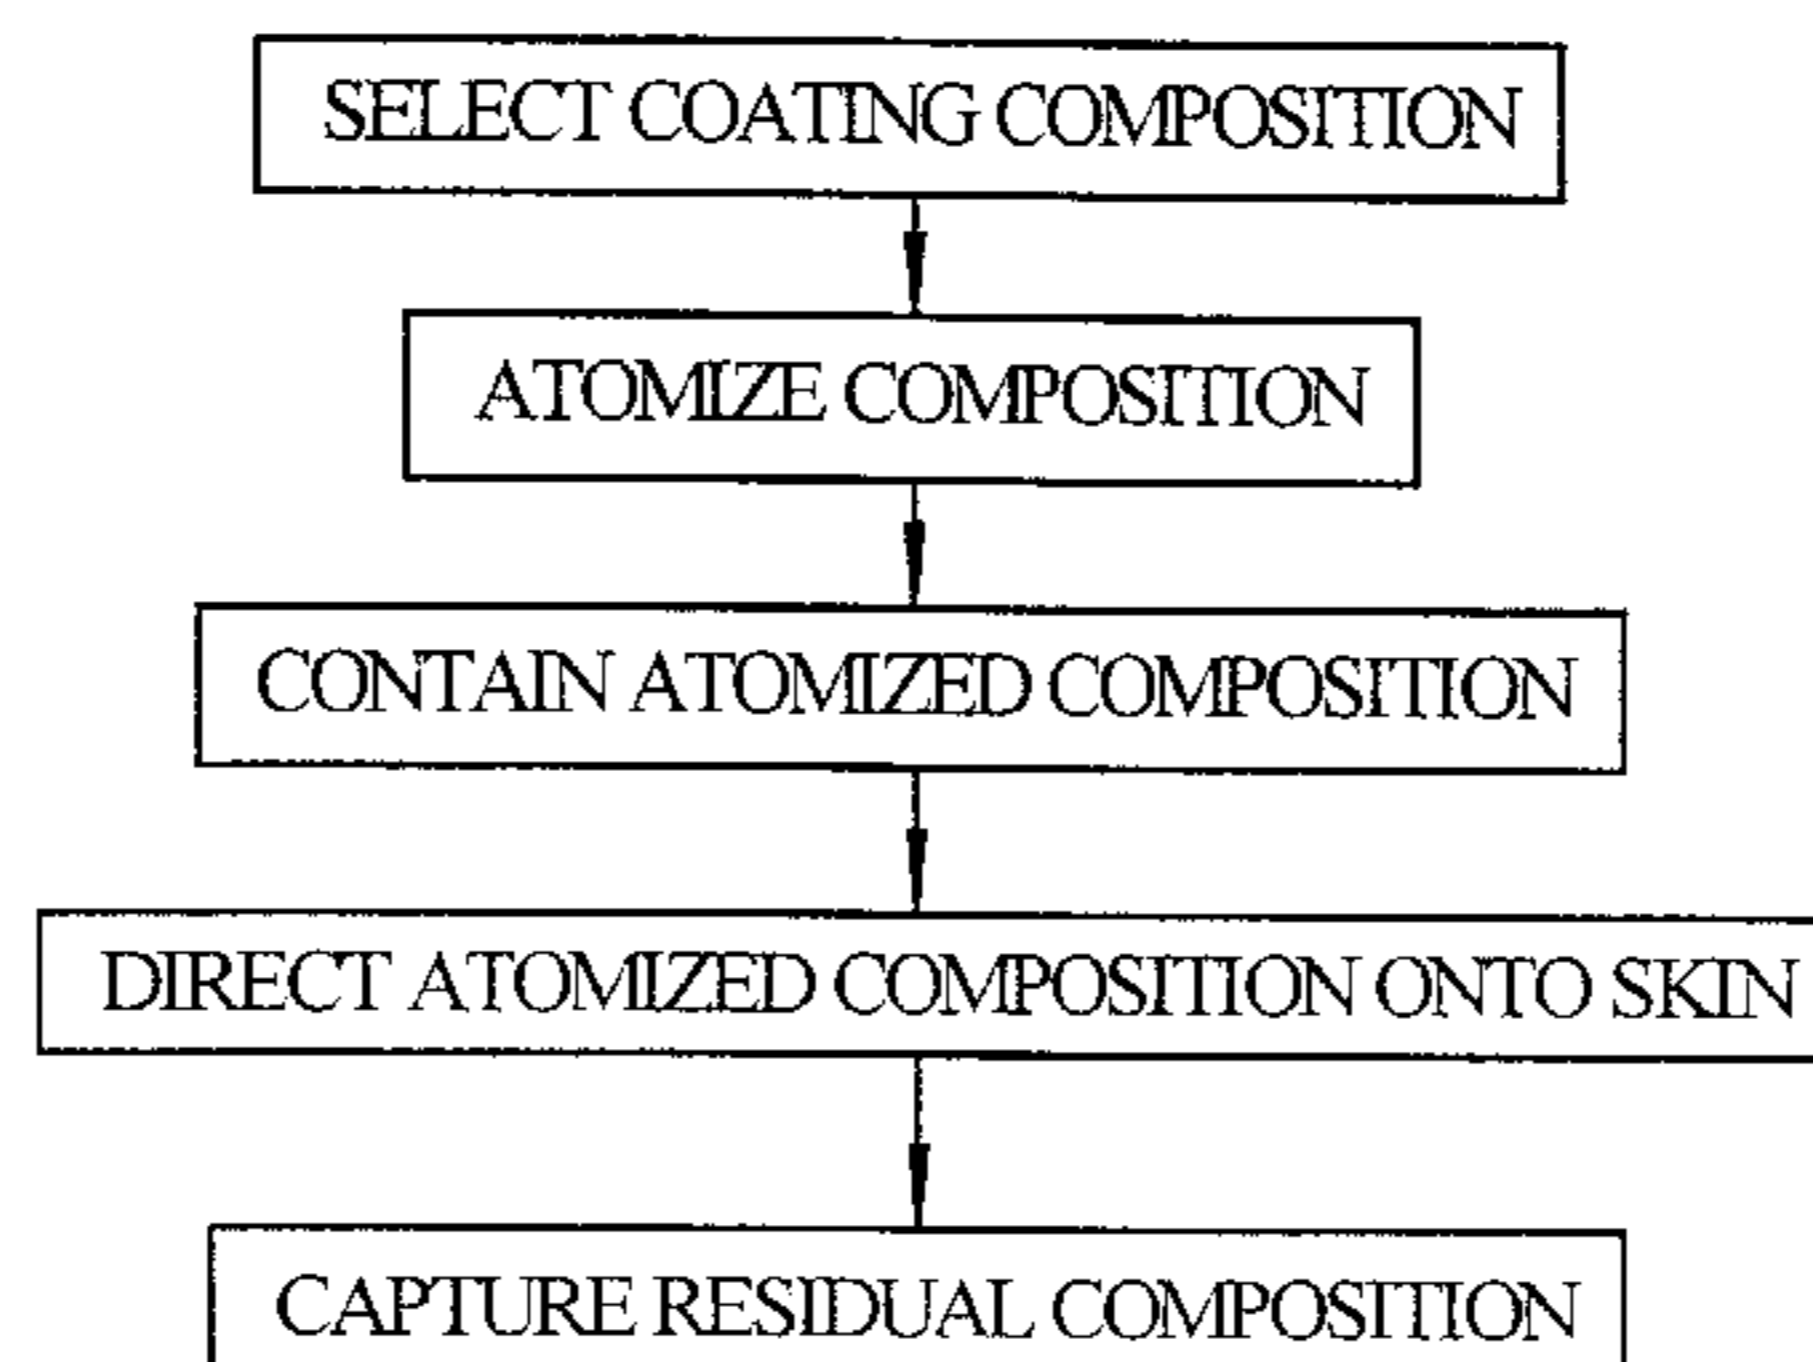 SELECT COATING COMPOSITION
ATOMIZE COMPOSITION
CONTAIN ATOMIZED COMPOSITION
DIRECT ATOMIZED COMPOSITION ONTO SKIN
CAPTURE RESIDUAL COMPOSITION